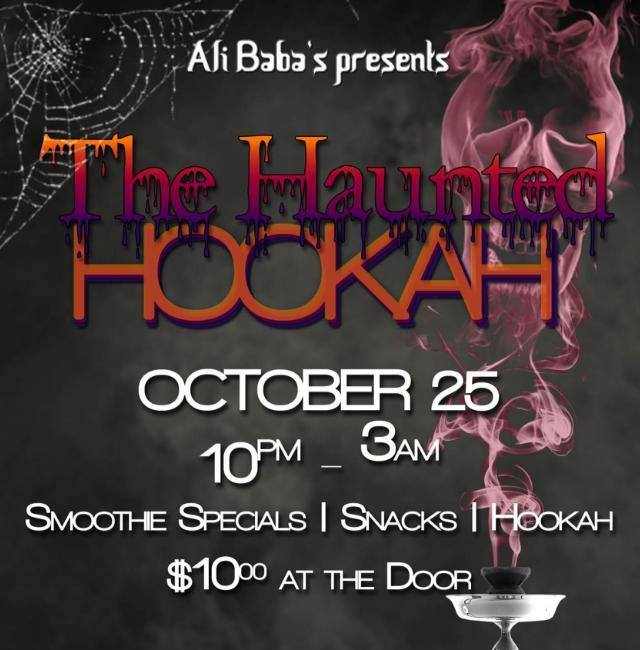 Ali Baba's presents
The Haunted
HOOKAH
OCTOBER 25
10PM - 3AM
SMOOTHIE SPECIALS | SNACKS | HOOKAH
$1000 AT THE DOOR